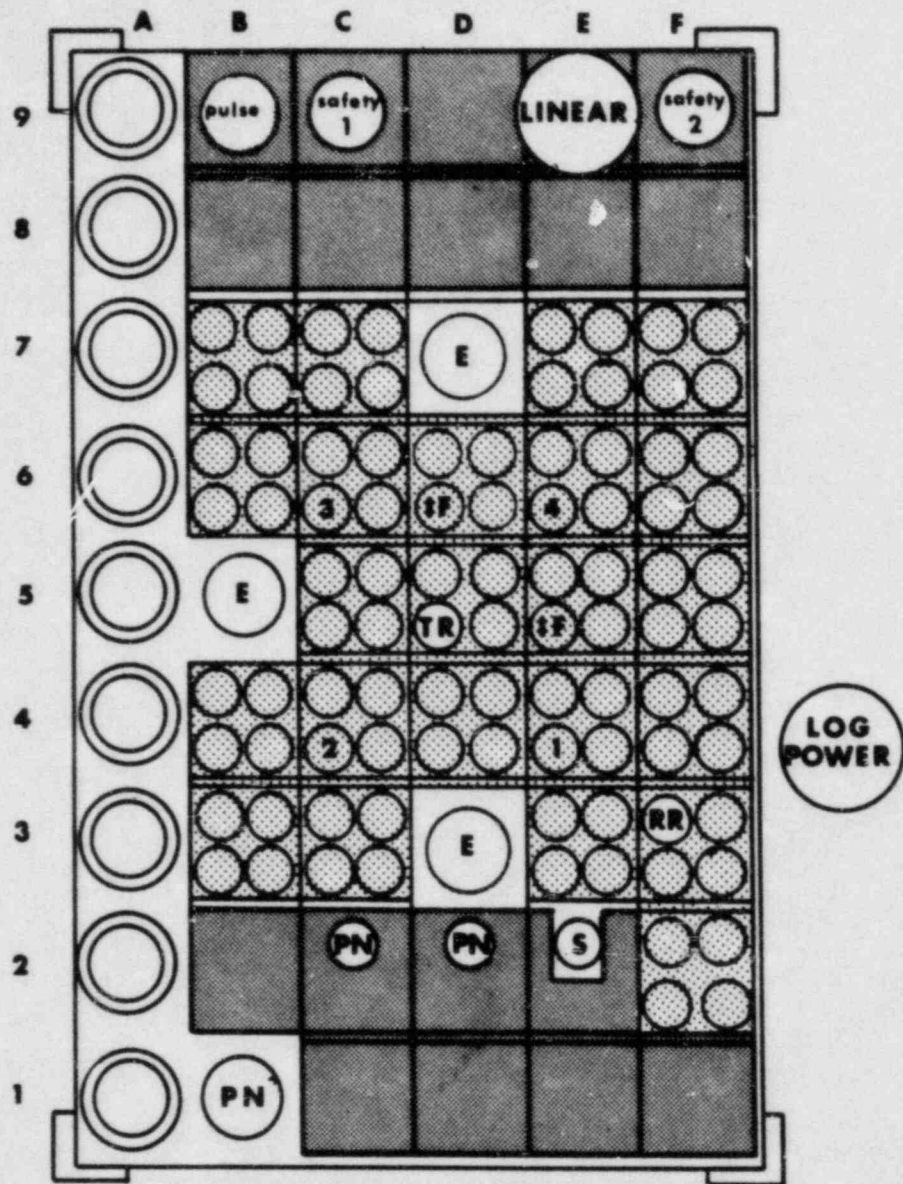 A B C D E F
9 pulse safety 1 LINEAR safety 2
8
7 E
6 3 IF 4
5 E TR IF
4 2 1
LOG POWER
3 E RR
2 PN PN S
1 PN